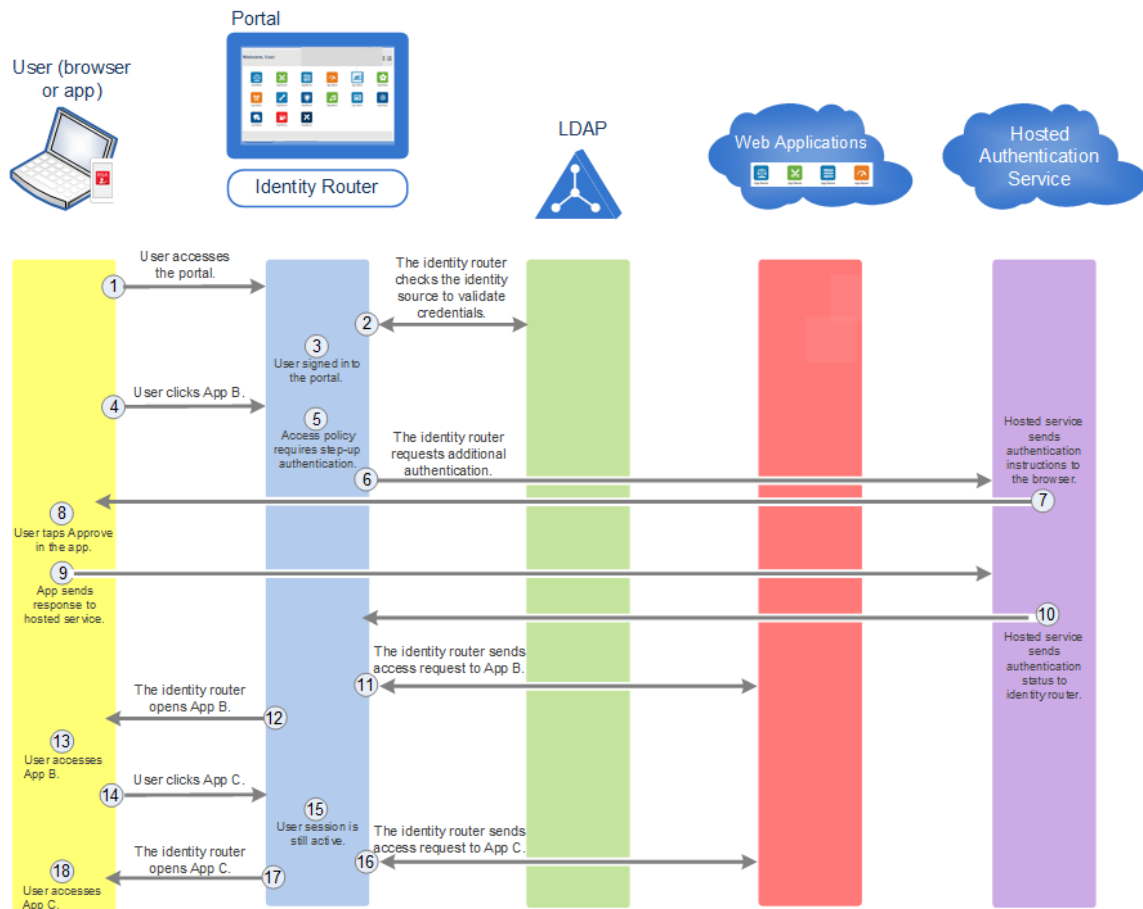 Portal
User (browser
or app)
Welcome, User
Identity Router
LDAP
Web Applications
Hosted
Authentication
Service
RSA
User accesses
the portal.
1
The identity router
checks the identity
source to validate
credentials.
2
3
User signed into
the portal.
User clicks App B.
4
5
Access policy
requires step-up
authentication.
The identity router
requests additional
authentication.
6
Hosted service
sends
authentication
instructions to
the browser.
7
8
User taps Approve
in the app.
9
App sends
response to
hosted service.
10
Hosted service
sends
authentication
status to
identity router.
The identity router sends
access request to App B.
11
The identity router
opens App B.
12
13
User accesses
App B.
User clicks App C.
14
15
User session is
still active.
The identity router sends
access request to App C.
16
The identity router
opens App C.
17
18
User accesses
App C.